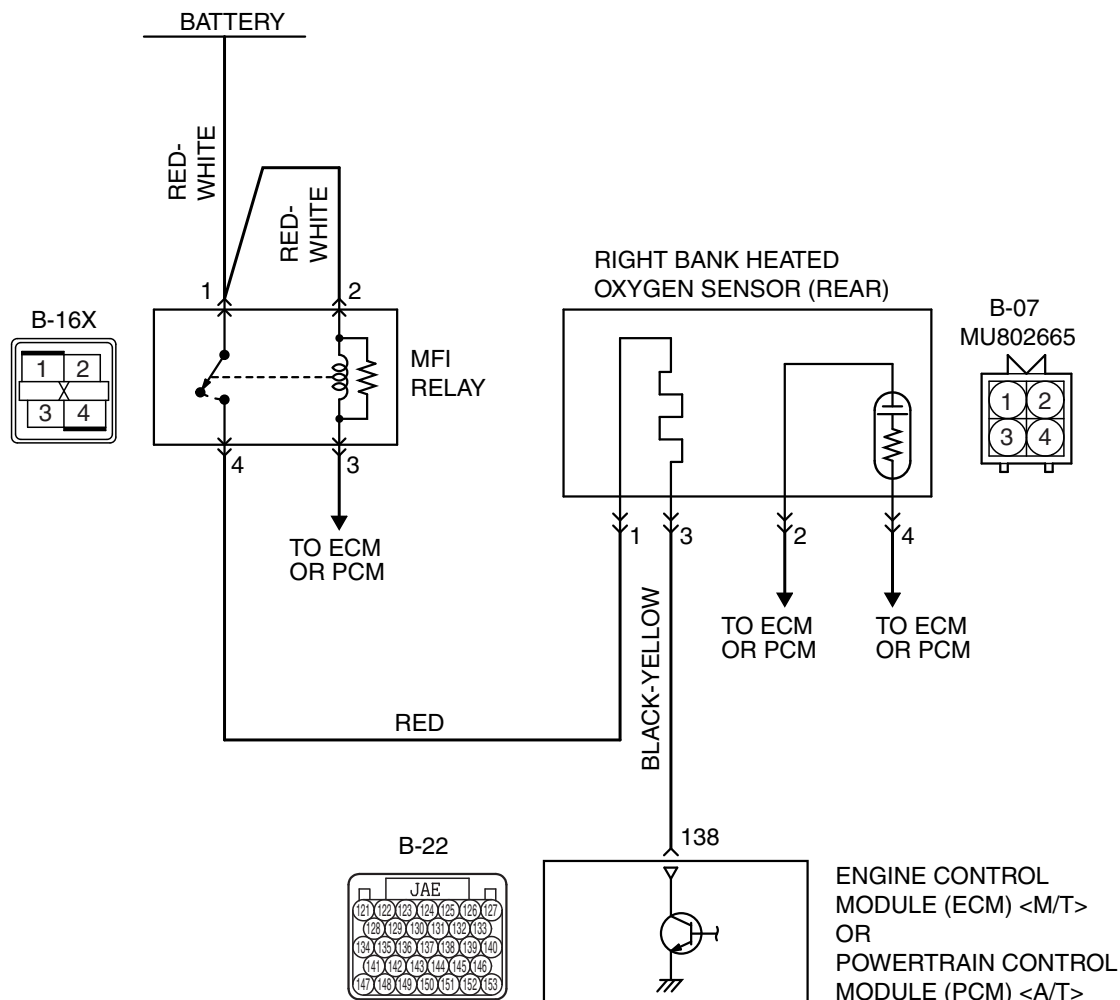 BATTERY
RED-
WHITE
RED-
WHITE
RIGHT BANK HEATED
OXYGEN SENSOR (REAR)
B-07
MU802665
1 2
3 4
B-16X
1 2
X
3 4
1 2
MFI
RELAY
4 3
TO ECM
OR PCM
1 3 2 4
TO ECM
OR PCM
TO ECM
OR PCM
BLACK-YELLOW
RED
138
B-22
JAE
121 122 123 124 125 126 127
128 129 130 131 132 133
134 135 136 137 138 139 140
141 142 143 144 145 146
147 148 149 150 151 152 153
ENGINE CONTROL
MODULE (ECM) <M/T>
OR
POWERTRAIN CONTROL
MODULE (PCM) <A/T>